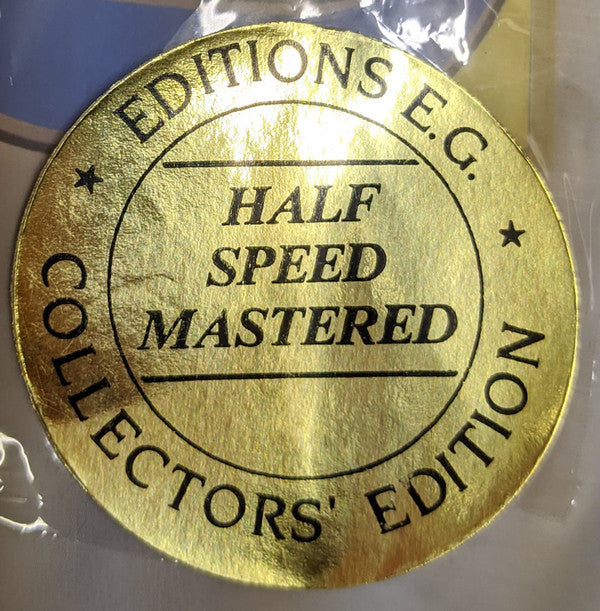 EDITIONS E.G.
HALF
SPEED
MASTERED
COLLECTORS' EDITION